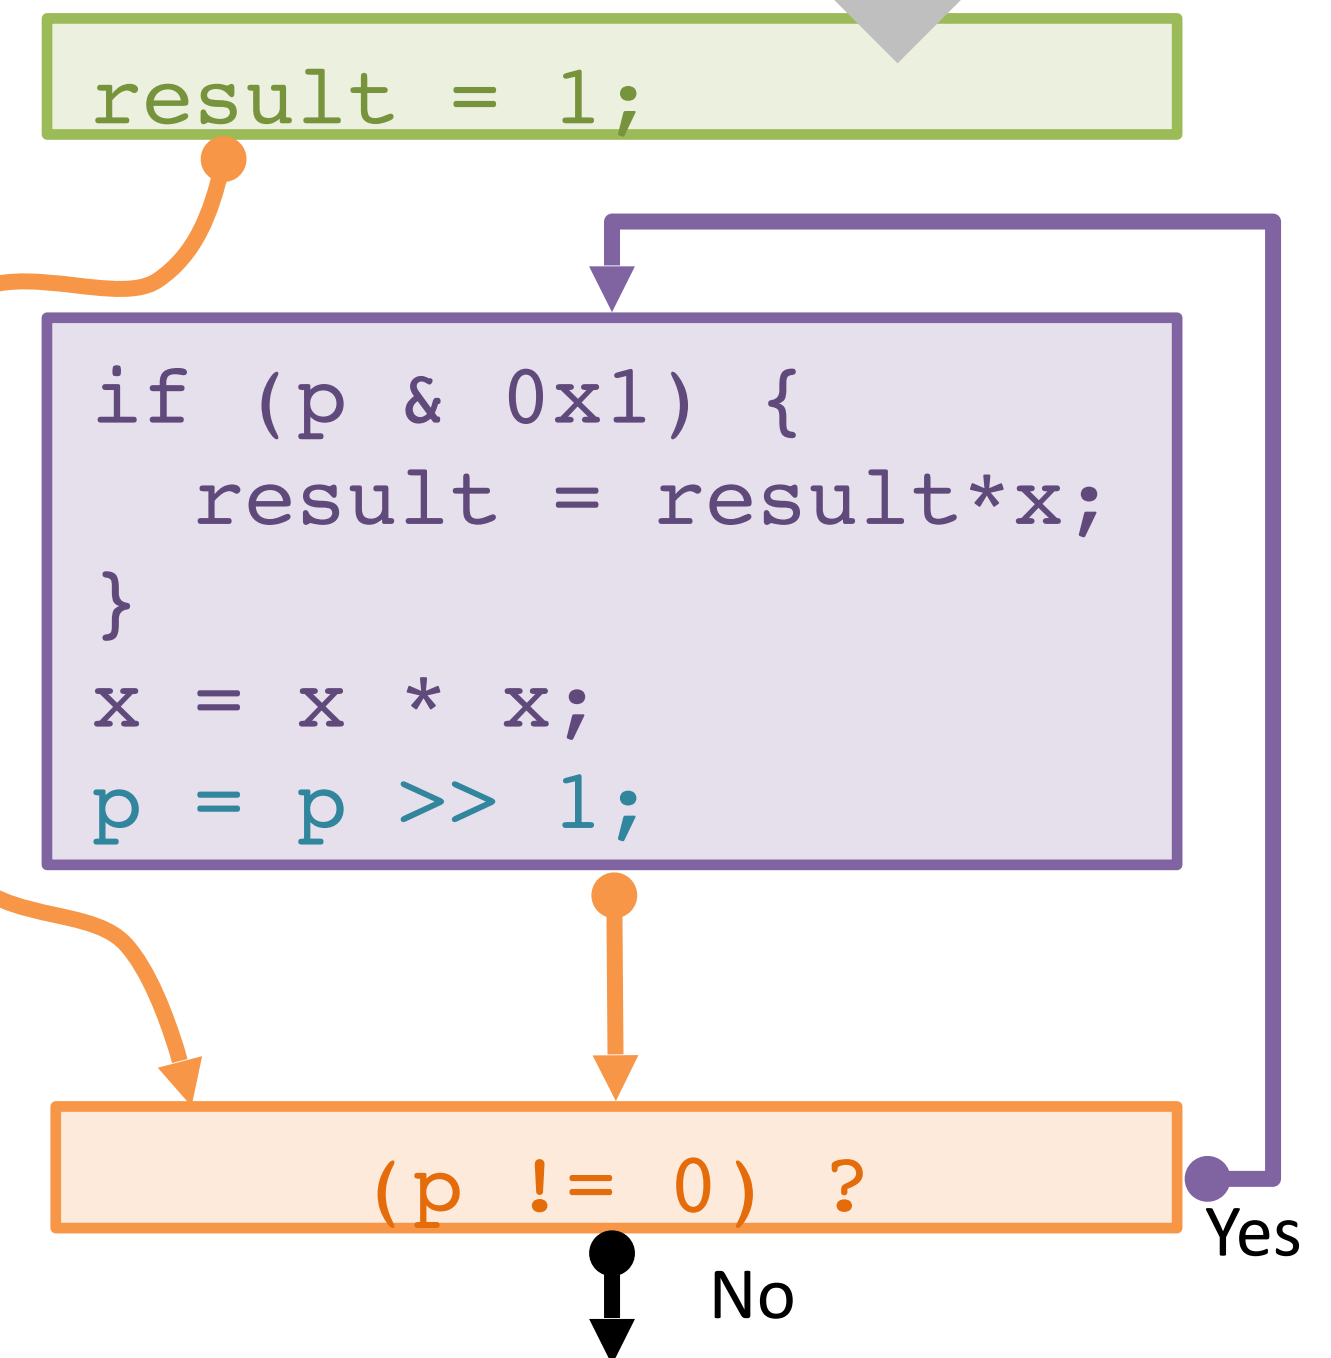 result = 1;
if (p & 0x1) {
  result = result*x;
}
x = x * x;
p = p >> 1;
(p != 0) ?
Yes
No